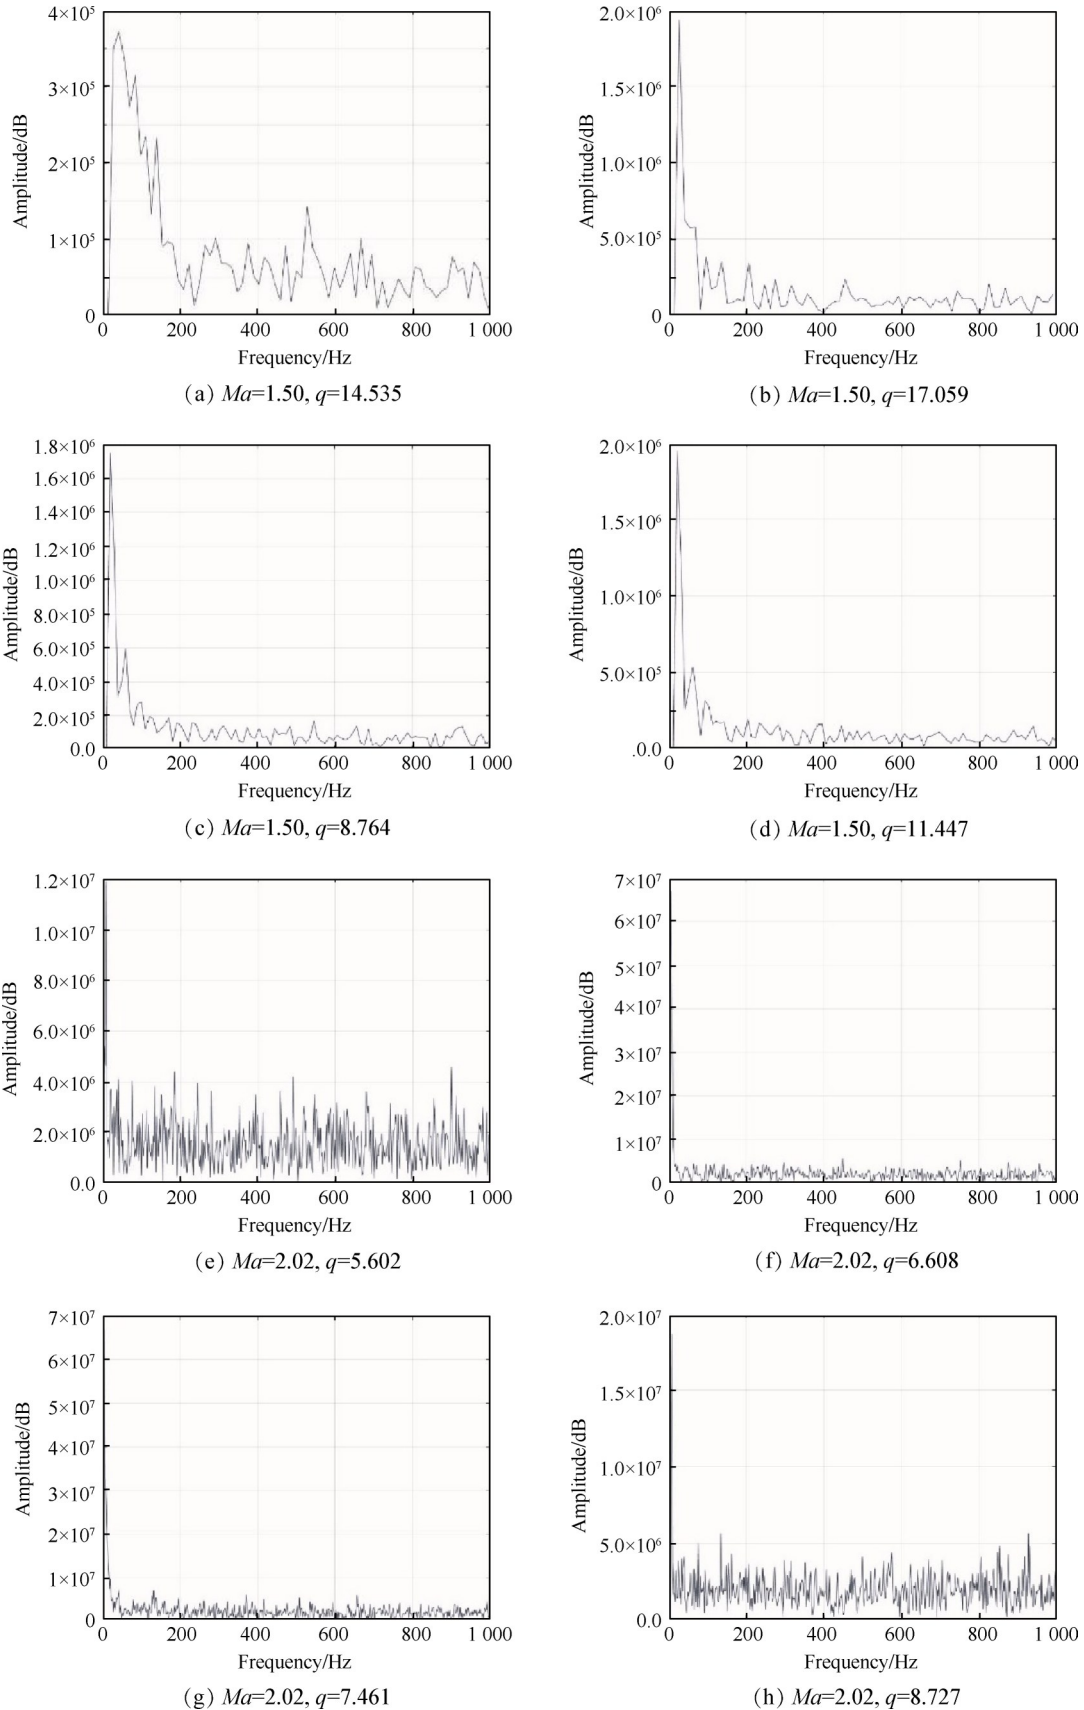 4×10⁵
3×10⁵
2×10⁵
1×10⁵
0
Amplitude/dB
0 200 400 600 800 1 000
Frequency/Hz
(a) Ma=1.50, q=14.535
2.0×10⁶
1.5×10⁶
1.0×10⁶
5.0×10⁵
0
Amplitude/dB
0 200 400 600 800 1 000
Frequency/Hz
(b) Ma=1.50, q=17.059
1.8×10⁶
1.6×10⁶
1.4×10⁶
1.2×10⁶
1.0×10⁶
8.0×10⁵
6.0×10⁵
4.0×10⁵
2.0×10⁵
0.0
Amplitude/dB
0 200 400 600 800 1 000
Frequency/Hz
(c) Ma=1.50, q=8.764
2.0×10⁶
1.5×10⁶
1.0×10⁶
5.0×10⁵
.0.0
Amplitude/dB
0 200 400 600 800 1 000
Frequency/Hz
(d) Ma=1.50, q=11.447
1.2×10⁷
1.0×10⁷
8.0×10⁶
6.0×10⁶
4.0×10⁶
2.0×10⁶
0.0
Amplitude/dB
0 200 400 600 800 1 000
Frequency/Hz
(e) Ma=2.02, q=5.602
7×10⁷
6×10⁷
5×10⁷
4×10⁷
3×10⁷
2×10⁷
1×10⁷
0
Amplitude/dB
0 200 400 600 800 1 000
Frequency/Hz
(f) Ma=2.02, q=6.608
7×10⁷
6×10⁷
5×10⁷
4×10⁷
3×10⁷
2×10⁷
1×10⁷
0
Amplitude/dB
0 200 400 600 800 1 000
Frequency/Hz
(g) Ma=2.02, q=7.461
2.0×10⁷
1.5×10⁷
1.0×10⁷
5.0×10⁶
0.0
Amplitude/dB
0 200 400 600 800 1 000
Frequency/Hz
(h) Ma=2.02, q=8.727